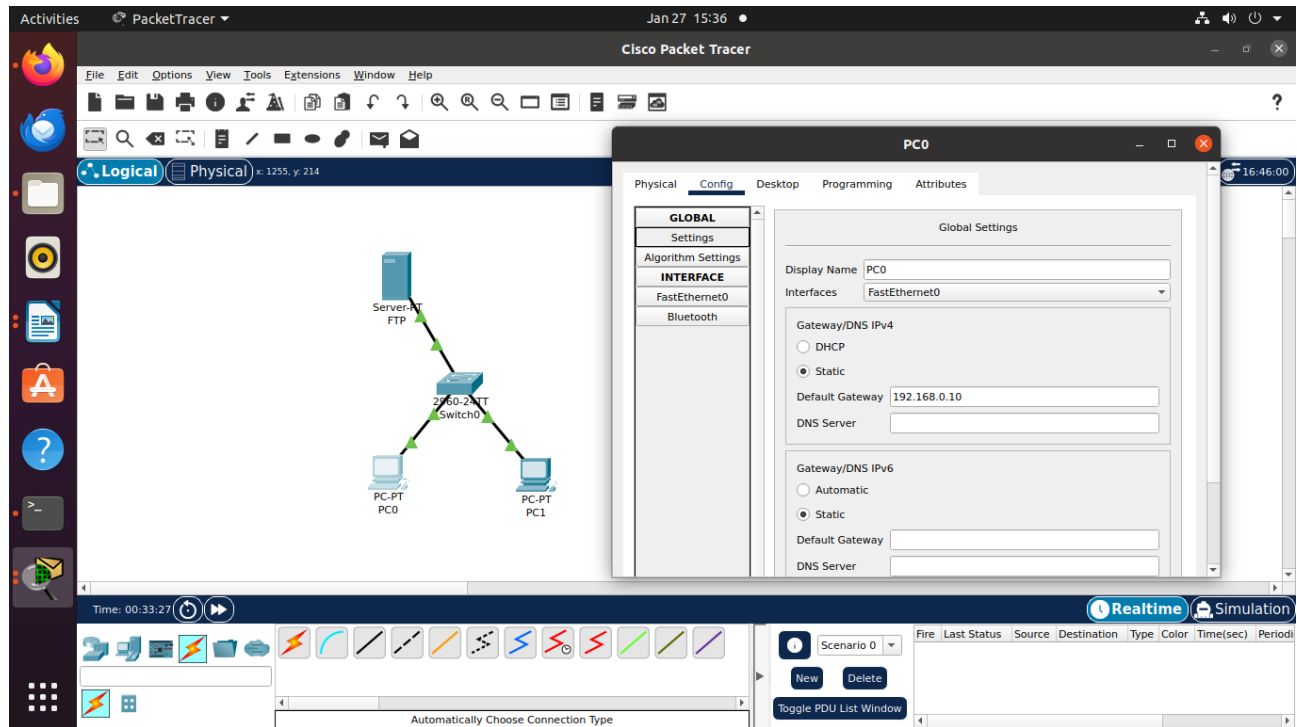 Activities PacketTracer Jan 27 15:36
Cisco Packet Tracer
File Edit Options View Tools Extensions Window Help
?
PC0
Logical Physical x: 1255, y: 214
16:46:00
Physical Config Desktop Programming Attributes
GLOBAL
Settings
Algorithm Settings
INTERFACE
FastEthernet0
Bluetooth
Global Settings
Display Name PC0
Interfaces FastEthernet0
Gateway/DNS IPv4
DHCP
Static
Default Gateway 192.168.0.10
DNS Server
Gateway/DNS IPv6
Automatic
Static
Default Gateway
DNS Server
Server-PT
FTP
2960-24TT
Switch0
PC-PT
PC0
PC-PT
PC1
Time: 00:33:27
Realtime Simulation
Scenario 0
New Delete
Toggle PDU List Window
Fire Last Status Source Destination Type Color Time(sec) Periodi
Automatically Choose Connection Type